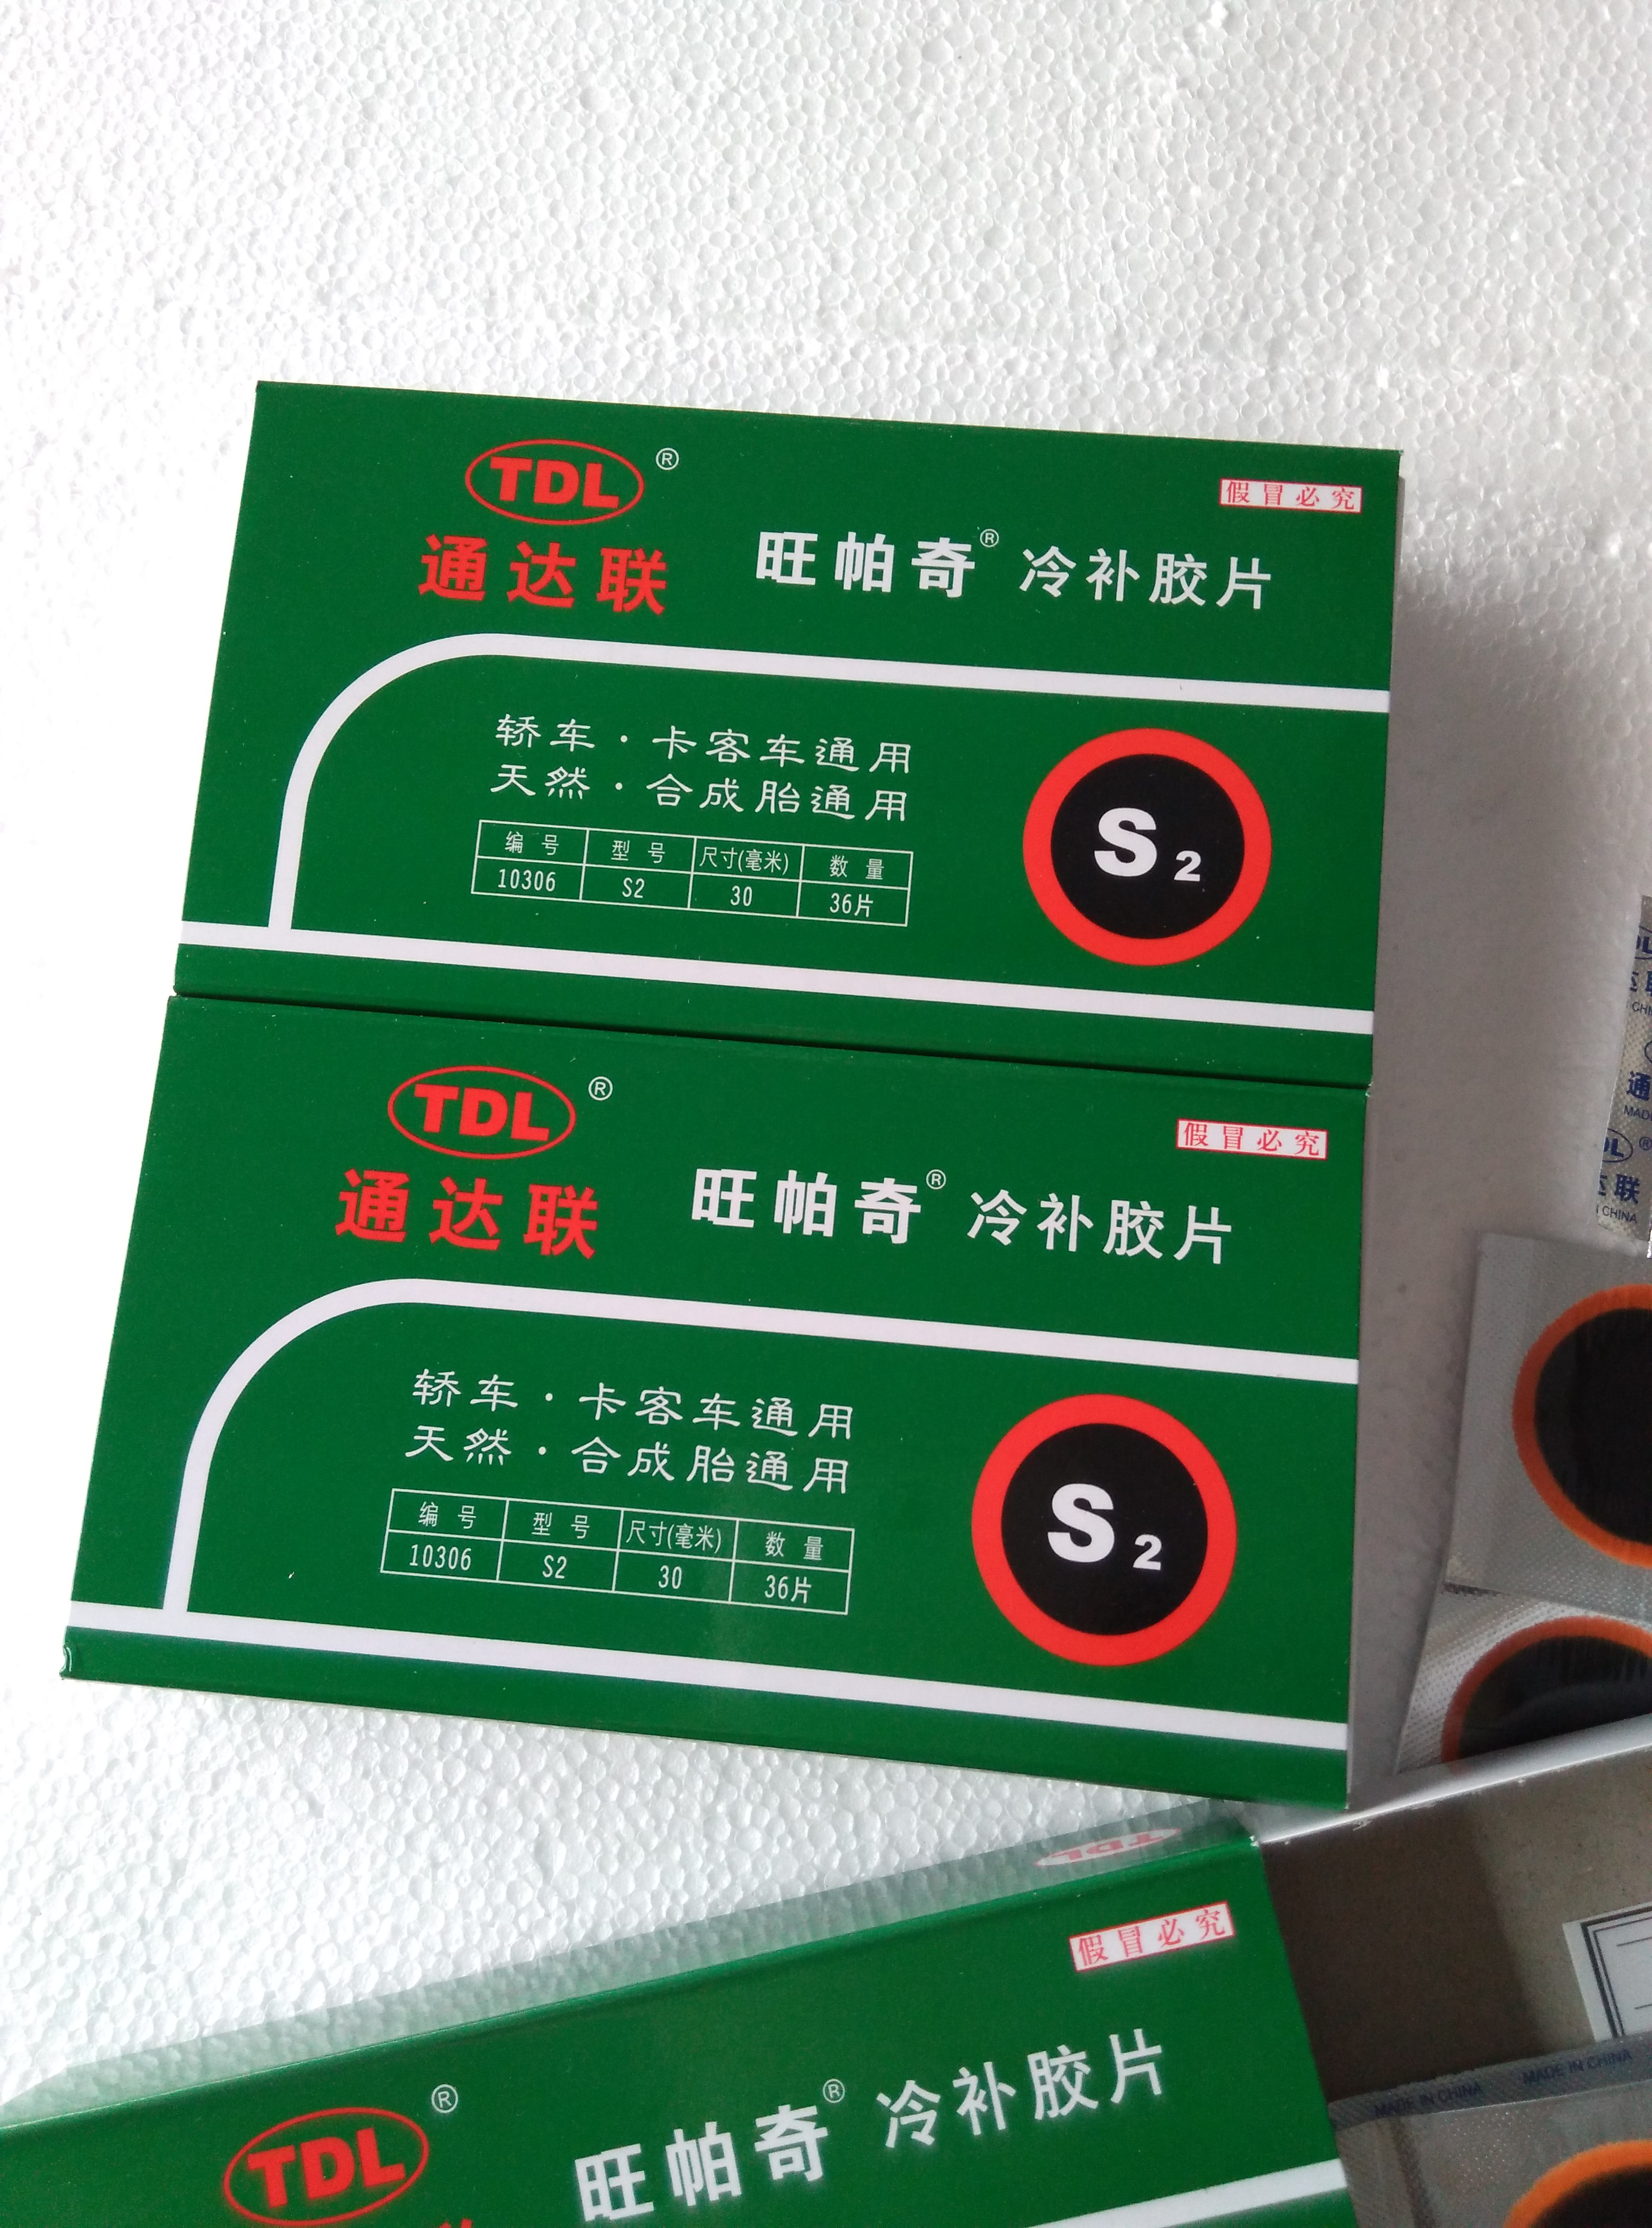 TDL ®
假冒必究
通达联 旺帕奇® 冷补胶片
轿车·卡客车通用
天然·合成胎通用
编号 型号 尺寸(毫米) 数量
10306 S2 30 36片
S 2
TDL ®
假冒必究
通达联 旺帕奇® 冷补胶片
轿车·卡客车通用
天然·合成胎通用
编号 型号 尺寸(毫米) 数量
10306 S2 30 36片
S 2
TDL
假冒必究
TDL ®
旺帕奇® 冷补胶片
通
联
CHINA
MADE IN CHINA MADE IN CHINA